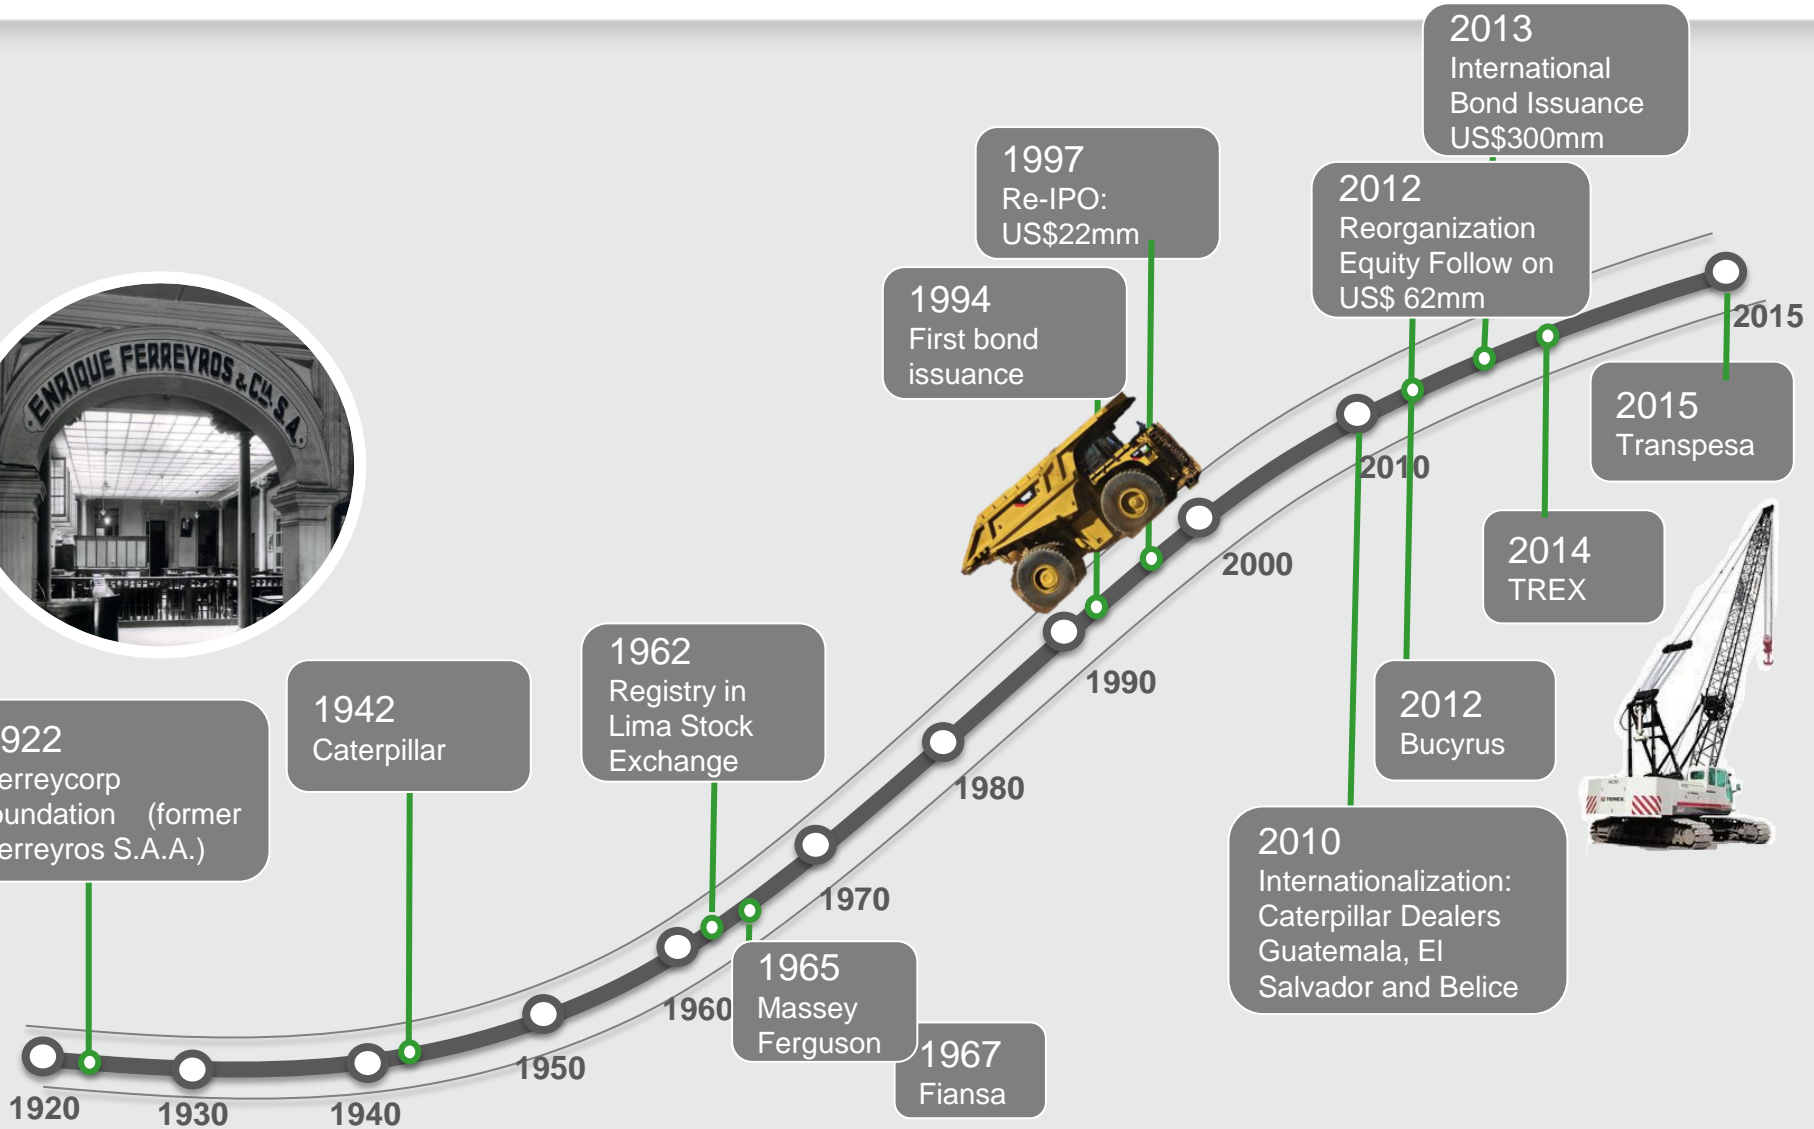 ENRIQUE FERREYROS & CIA S.A.
922
erreycorp
oundation (former
erreyros S.A.A.)
1942
Caterpillar
1962
Registry in
Lima Stock
Exchange
1965
Massey
Ferguson
1967
Fiansa
1994
First bond
issuance
1997
Re-IPO:
US$22mm
2010
Internationalization:
Caterpillar Dealers
Guatemala, El
Salvador and Belice
2012
Reorganization
Equity Follow on
US$ 62mm
2012
Bucyrus
2013
International
Bond Issuance
US$300mm
2014
TREX
2015
Transpesa
TEREX
1920
1930
1940
1950
1960
1970
1980
1990
2000
2010
2015